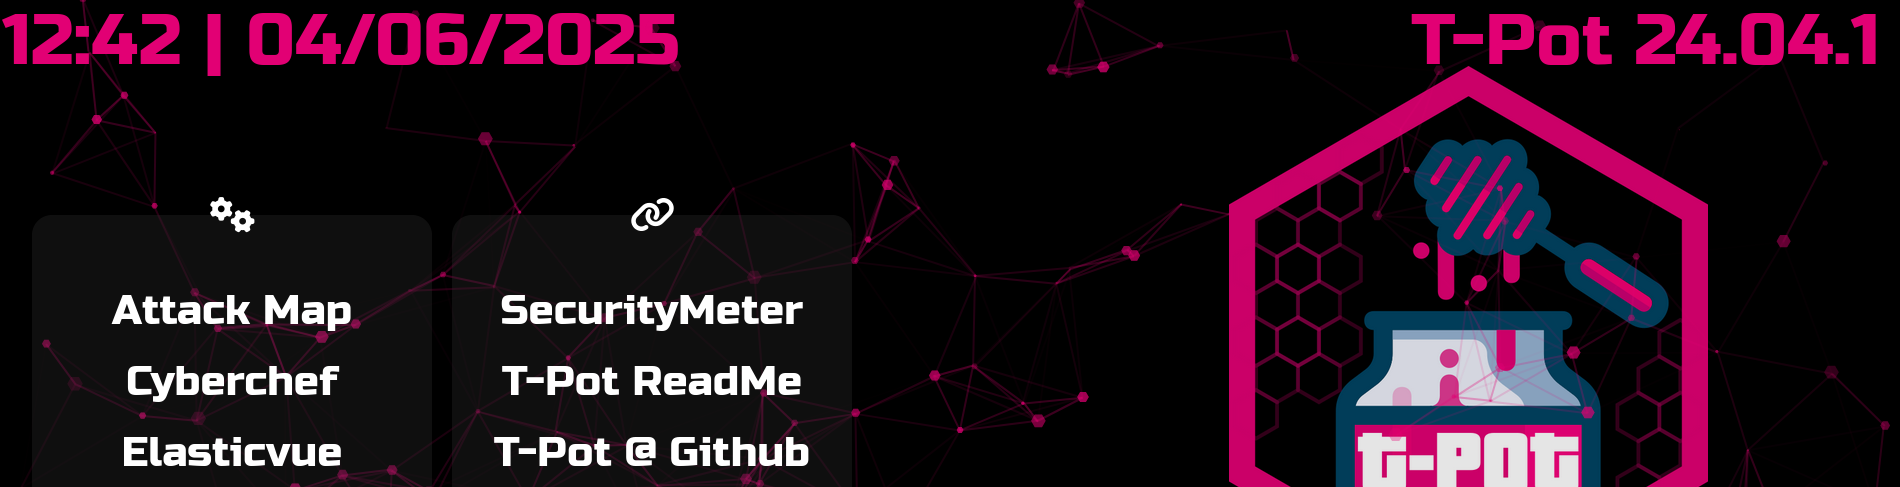 12:42 | 04/06/2025
T-Pot 24.04.1
Attack Map
Cyberchef
Elasticvue
SecurityMeter
T-Pot ReadMe
T-Pot @ Github
t-pot